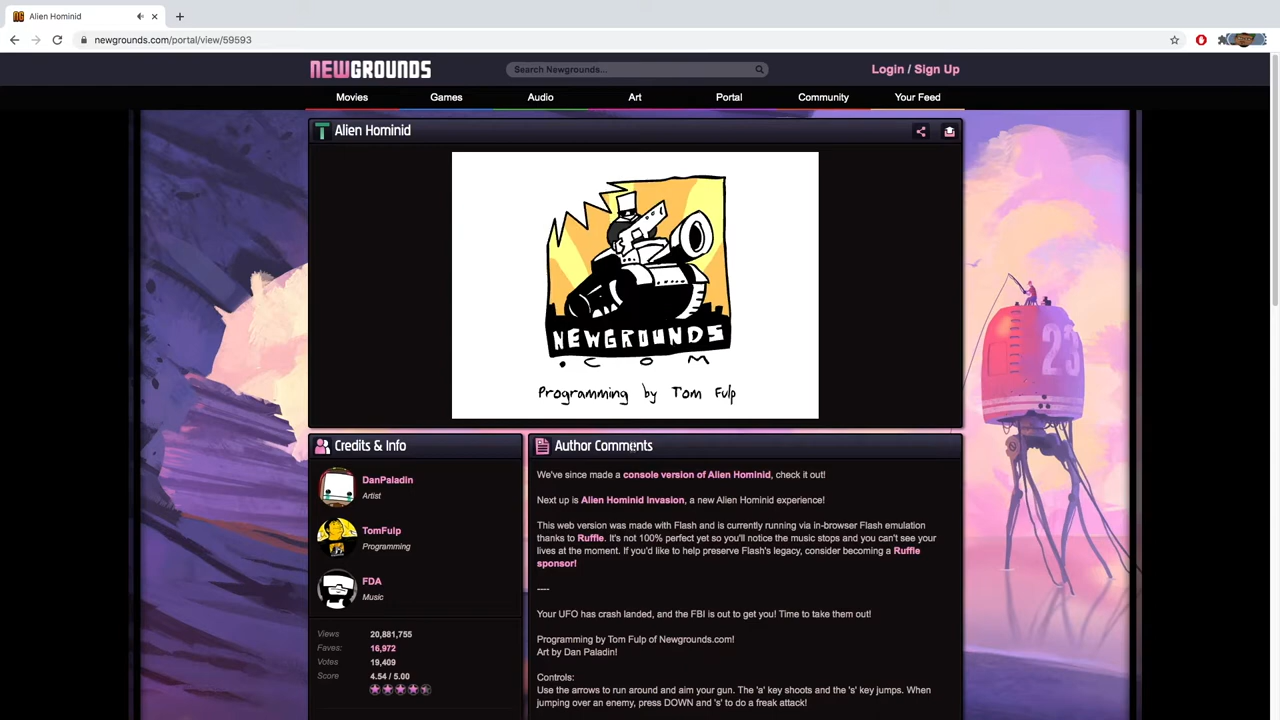 Alien Hominid
newgrounds.com/portal/view/59593
NEWGROUNDS
Search Newgrounds...
Login / Sign Up
Movies
Games
Audio
Art
Portal
Community
Your Feed
T Alien Hominid
23
NEWGROUNDS
.COM
Programming by Tom Fulp
Credits & Info
DanPaladin
Artist
TomFulp
Programming
FDA
Music
Views 20,881,755
Faves: 16,972
Votes 19,409
Score 4.54 / 5.00
Author Comments
We've since made a console version of Alien Hominid, check it out!
Next up is Alien Hominid Invasion, a new Alien Hominid experience!
This web version was made with Flash and is currently running via in-browser Flash emulation
thanks to Ruffle. It's not 100% perfect yet so you'll notice the music stops and you can't see your
lives at the moment. If you'd like to help preserve Flash's legacy, consider becoming a Ruffle
sponsor!
----
Your UFO has crash landed, and the FBI is out to get you! Time to take them out!
Programming by Tom Fulp of Newgrounds.com!
Art by Dan Paladin!
Controls:
Use the arrows to run around and aim your gun. The 'a' key shoots and the 's' key jumps. When
jumping over an enemy, press DOWN and 's' to do a freak attack!